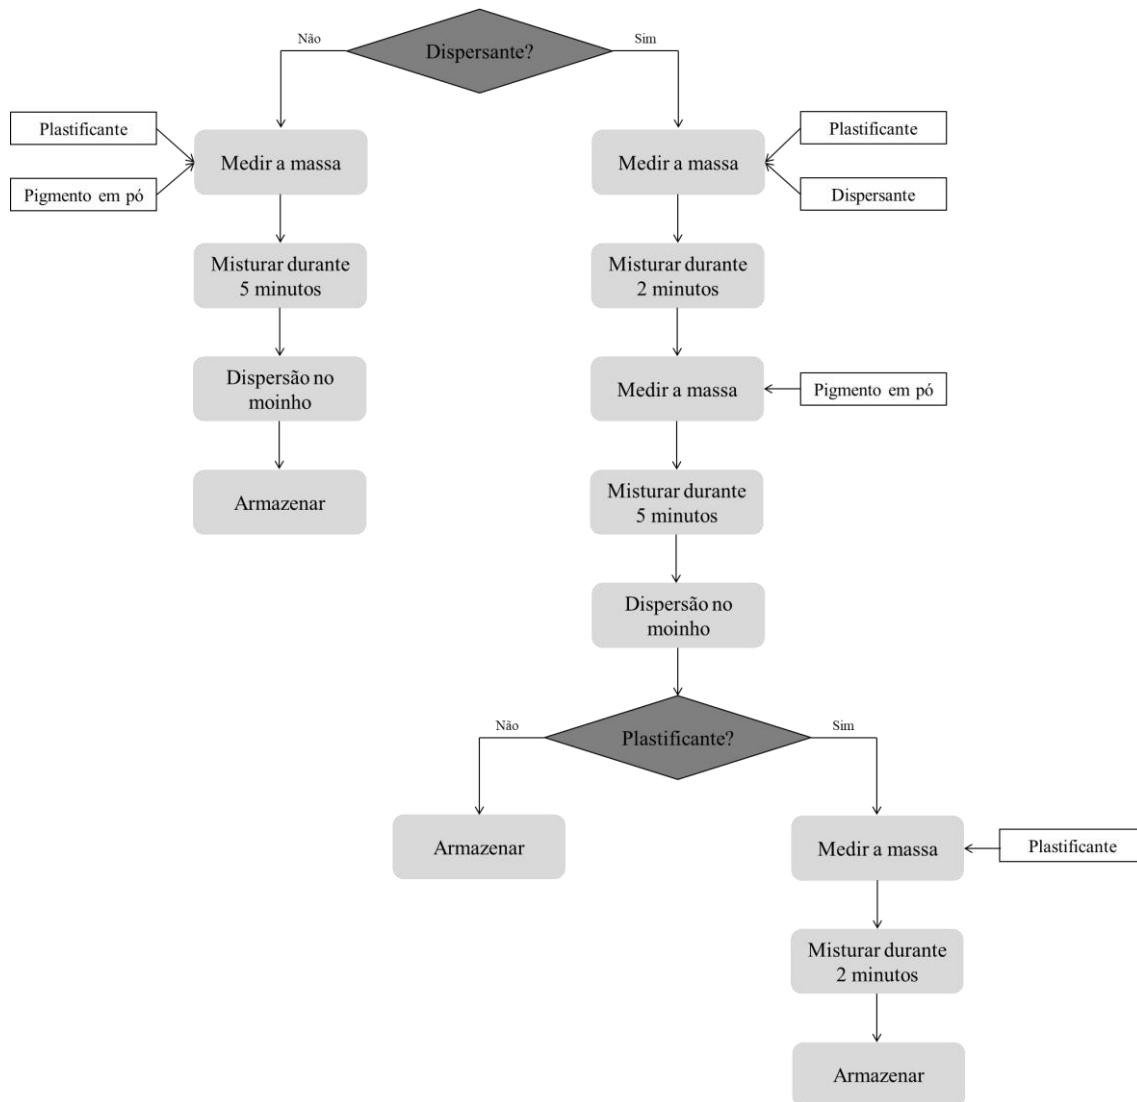 Dispersante?
Não
Sim
Plastificante
Pigmento em pó
Medir a massa
Medir a massa
Plastificante
Dispersante
Misturar durante
5 minutos
Misturar durante
2 minutos
Dispersão no
moinho
Medir a massa
Pigmento em pó
Armazenar
Misturar durante
5 minutos
Dispersão no
moinho
Plastificante?
Não
Sim
Armazenar
Medir a massa
Plastificante
Misturar durante
2 minutos
Armazenar